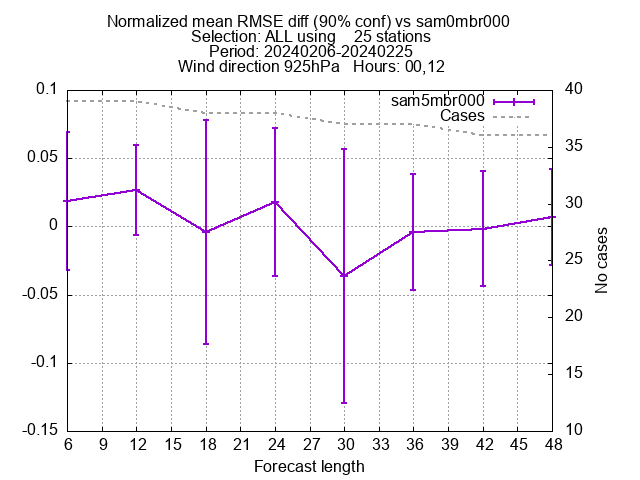 Normalized mean RMSE diff (90% conf) vs sam0mbr000
Selection: ALL using    25 stations
Period: 20240206-20240225
Wind direction 925hPa   Hours: 00,12
sam5mbr000
Cases
0.1
0.05
0
-0.05
-0.1
-0.15
40
35
30
25
20
15
10
No cases
6 12 15 18 21 24 27 30 33 36 39 42 45 48
Forecast length